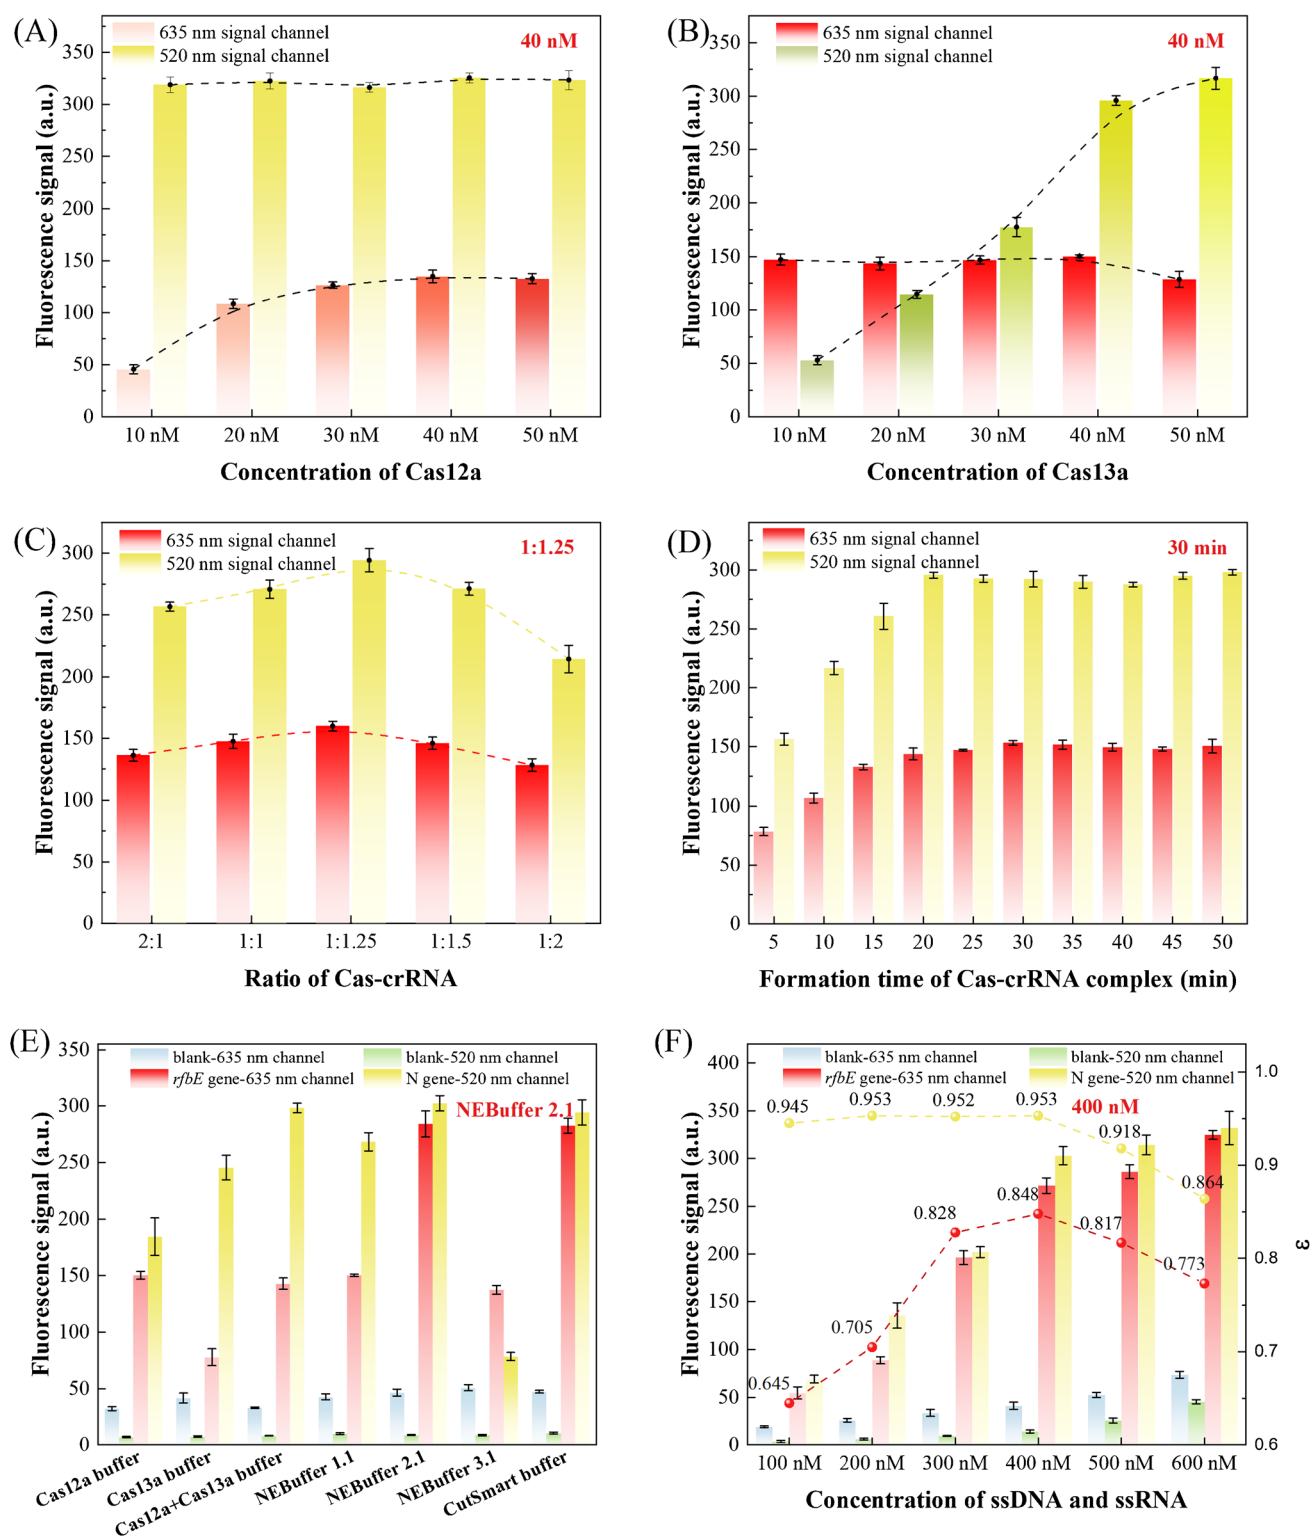 (A)
635 nm signal channel
520 nm signal channel
40 nM
Fluorescence signal (a.u.)
350
300
250
200
150
100
50
0
10 nM 20 nM 30 nM 40 nM 50 nM
Concentration of Cas12a
(B)
635 nm signal channel
520 nm signal channel
40 nM
Fluorescence signal (a.u.)
350
300
250
200
150
100
50
0
10 nM 20 nM 30 nM 40 nM 50 nM
Concentration of Cas13a
(C)
635 nm signal channel
520 nm signal channel
1:1.25
Fluorescence signal (a.u.)
300
250
200
150
100
50
0
2:1 1:1 1:1.25 1:1.5 1:2
Ratio of Cas-crRNA
(D)
635 nm signal channel
520 nm signal channel
30 min
Fluorescence signal (a.u.)
300
250
200
150
100
50
0
5 10 15 20 25 30 35 40 45 50
Formation time of Cas-crRNA complex (min)
(E)
blank-635 nm channel blank-520 nm channel
rfbE gene-635 nm channel N gene-520 nm channel
NEBuffer 2.1
Fluorescence signal (a.u.)
350
300
250
200
150
100
50
0
Cas12a buffer
Cas13a buffer
Cas12a+Cas13a buffer
NEBuffer 1.1
NEBuffer 2.1
NEBuffer 3.1
CutSmart buffer
(F)
blank-635 nm channel blank-520 nm channel
rfbE gene-635 nm channel N gene-520 nm channel
400 nM
Fluorescence signal (a.u.)
400
350
300
250
200
150
100
50
0
0.945 0.953 0.952 0.953 0.918 0.864
0.645 0.705 0.828 0.848 0.817 0.773
1.0
0.9
0.8
0.7
0.6
ε
100 nM 200 nM 300 nM 400 nM 500 nM 600 nM
Concentration of ssDNA and ssRNA